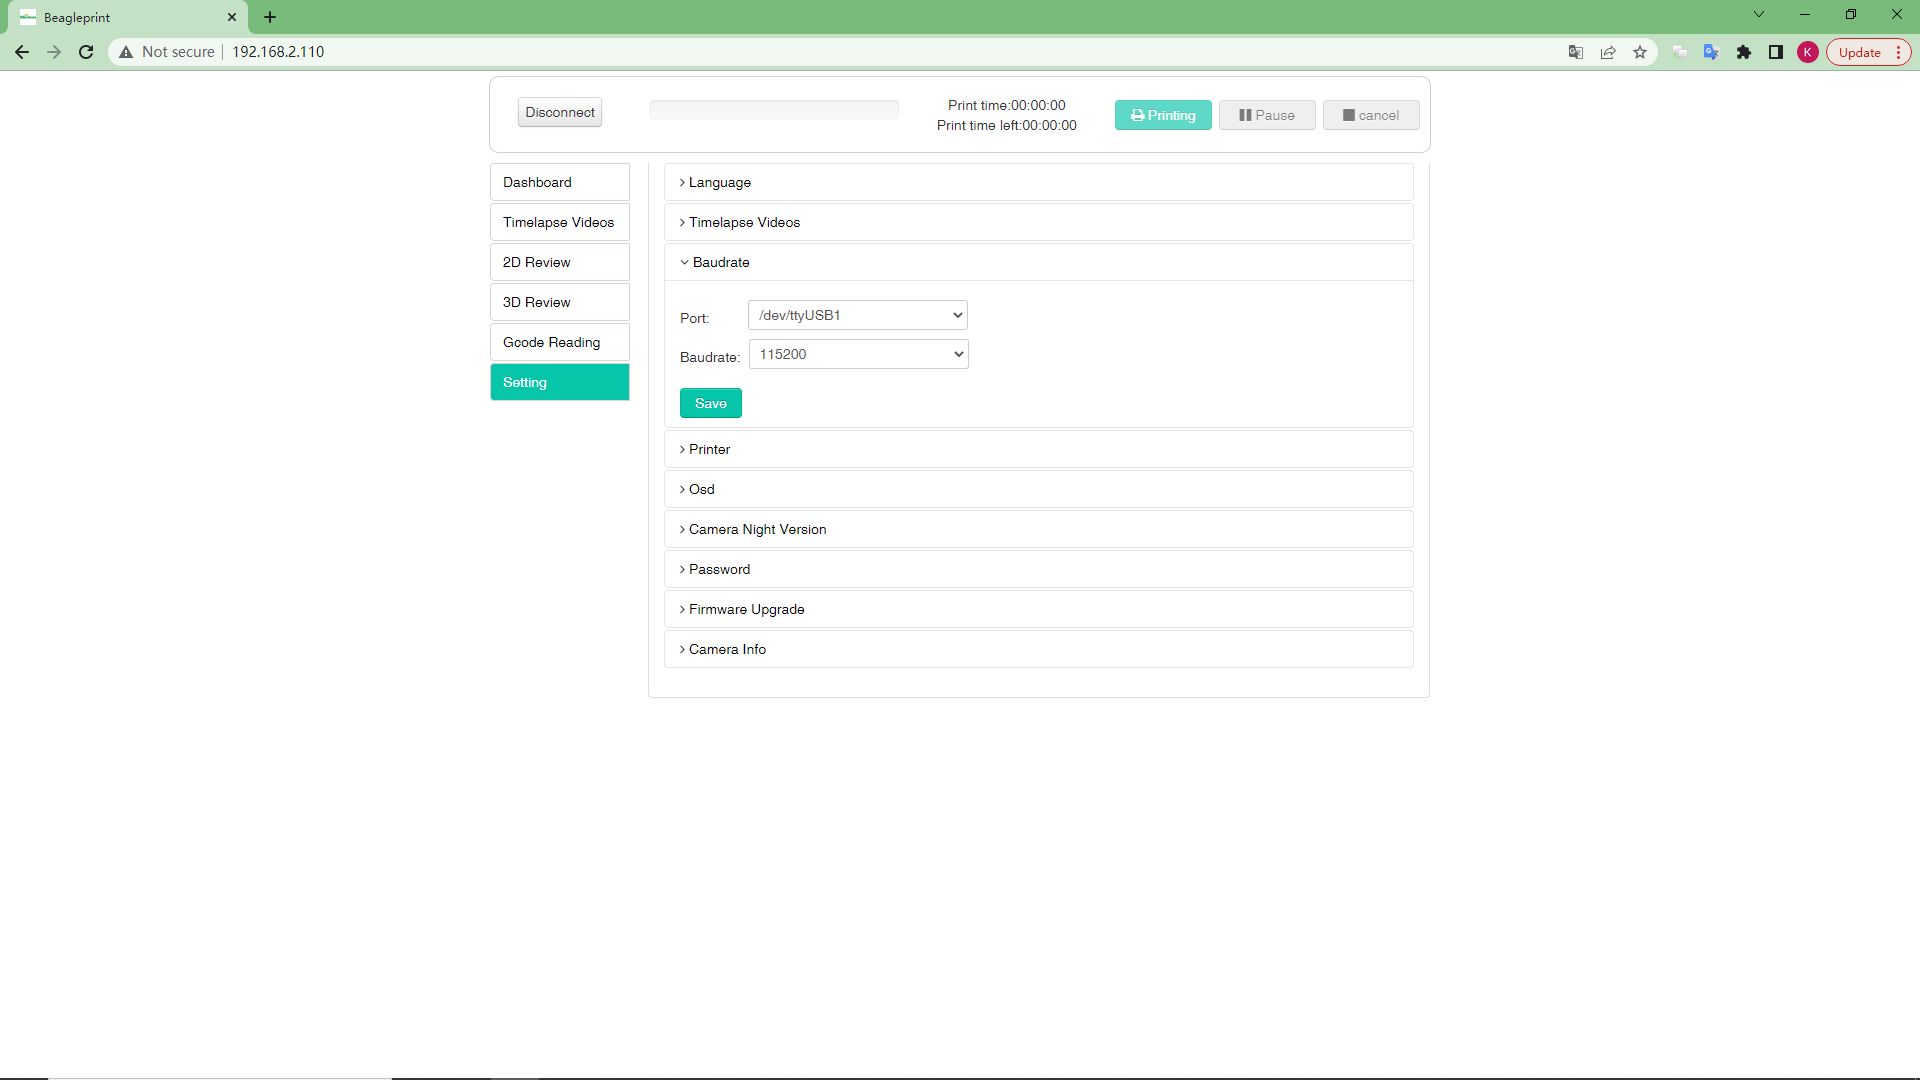 Beagleprint
Not secure 192.168.2.110
K
Update
Disconnect
Print time:00:00:00
Print time left:00:00:00
Printing
Pause
cancel
Dashboard
Timelapse Videos
2D Review
3D Review
Gcode Reading
Setting
Language
Timelapse Videos
Baudrate
Port: /dev/ttyUSB1
Baudrate: 115200
Save
Printer
Osd
Camera Night Version
Password
Firmware Upgrade
Camera Info